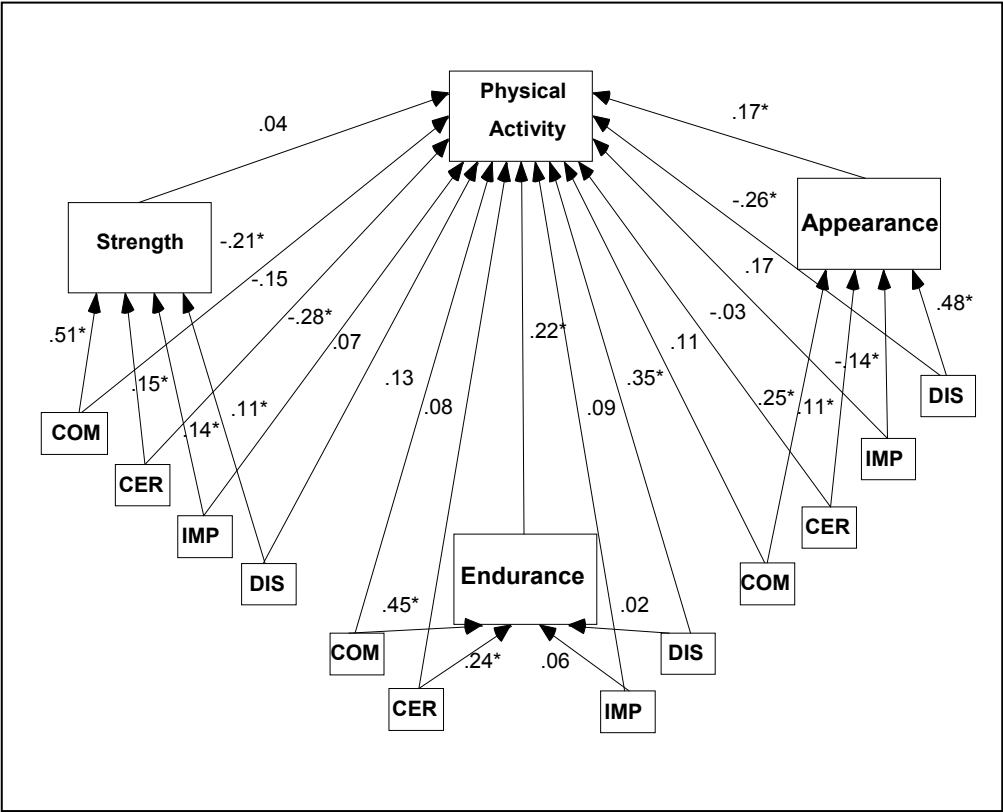 Physical
Activity
.04
.17*
Strength
-.21*
-.26*
Appearance
-.15
.17
.51*
-.28*
.07
.22*
-.03
.48*
.15*
.13
.35*
.11
-.14*
COM
.14*
.11*
.08
.09
.25*
.11*
DIS
CER
IMP
IMP
CER
DIS
Endurance
COM
.45*
.02
COM
DIS
.24*
.06
CER
IMP